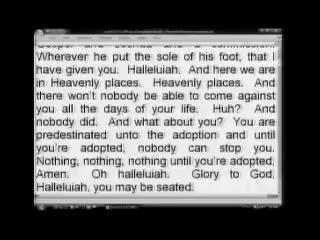 Wherever he put the sole of his foot, that I
have given you. Halleluiah. And here we are
in Heavenly places. Heavenly places. And
there won't nobody be able to come against
you all the days of your life. Huh? And
nobody did. And what about you? You are
predestinated unto the adoption and until
you're adopted, nobody can stop you.
Nothing, nothing, nothing until you're adopted,
Amen. Oh halleluiah. Glory to God,
Halleluiah, you may be seated.